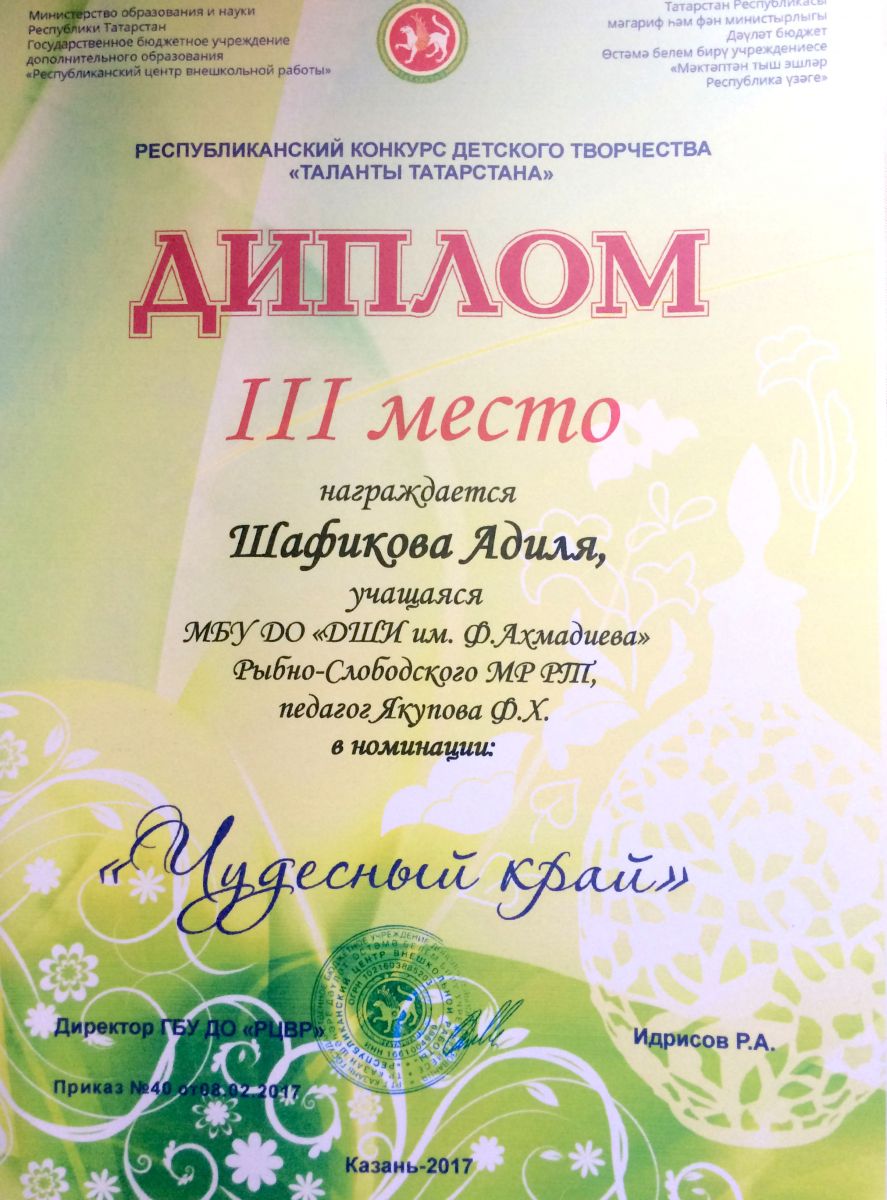 Министерство образования и науки
Республики Татарстан
Государственное бюджетное учреждение
дополнительного образования
«Республиканский центр внешкольной работы»
Татарстан Республикасы
мәгариф һәм фән министырлыгы
Дәүләт бюджет
Өстәмә белем бирү учреждениесе
«Мәктәптән тыш эшләр
Республика үзәге»
РЕСПУБЛИКАНСКИЙ КОНКУРС ДЕТСКОГО ТВОРЧЕСТВА
«ТАЛАНТЫ ТАТАРСТАНА»
ДИПЛОМ
III место
награждается
Шафикова Адиля,
учащаяся
МБУ ДО «ДШИ им. Ф.Ахмадиева»
Рыбно-Слободского МР РТ,
педагог Якупова Ф.Х.
в номинации:
«Чудесный край»
Директор ГБУ ДО «РЦВР»
Идрисов Р.А.
Приказ №40 от08.02.2017
Казань-2017